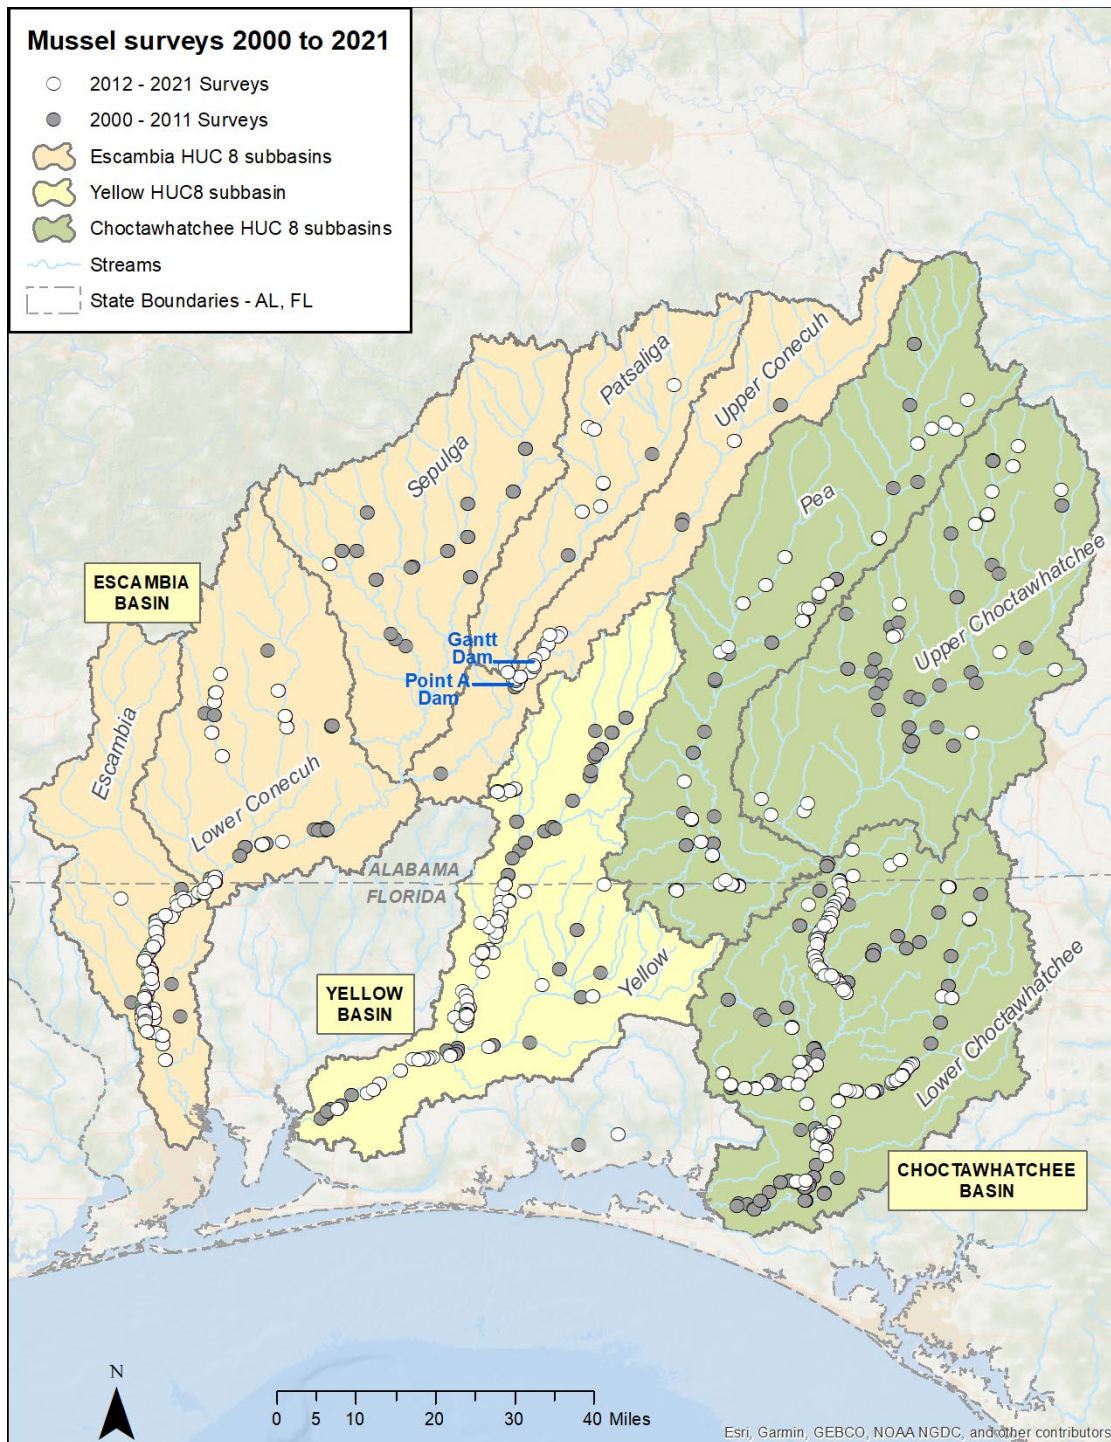 Mussel surveys 2000 to 2021
2012 - 2021 Surveys
2000 - 2011 Surveys
Escambia HUC 8 subbasins
Yellow HUC8 subbasin
Choctawhatchee HUC 8 subbasins
Streams
State Boundaries - AL, FL
Patsaliga
Upper Conecuh
Sepulga
Pea
ESCAMBIA
BASIN
Upper Choctawhatchee
Gantt
Dam
Point A
Dam
Escambia
Lower Conecuh
ALABAMA
FLORIDA
YELLOW
BASIN
Yellow
Lower Choctawhatchee
CHOCTAWHATCHEE
BASIN
N
0 5 10 20 30 40 Miles
Esri, Garmin, GEBCO, NOAA NGDC, and other contributors